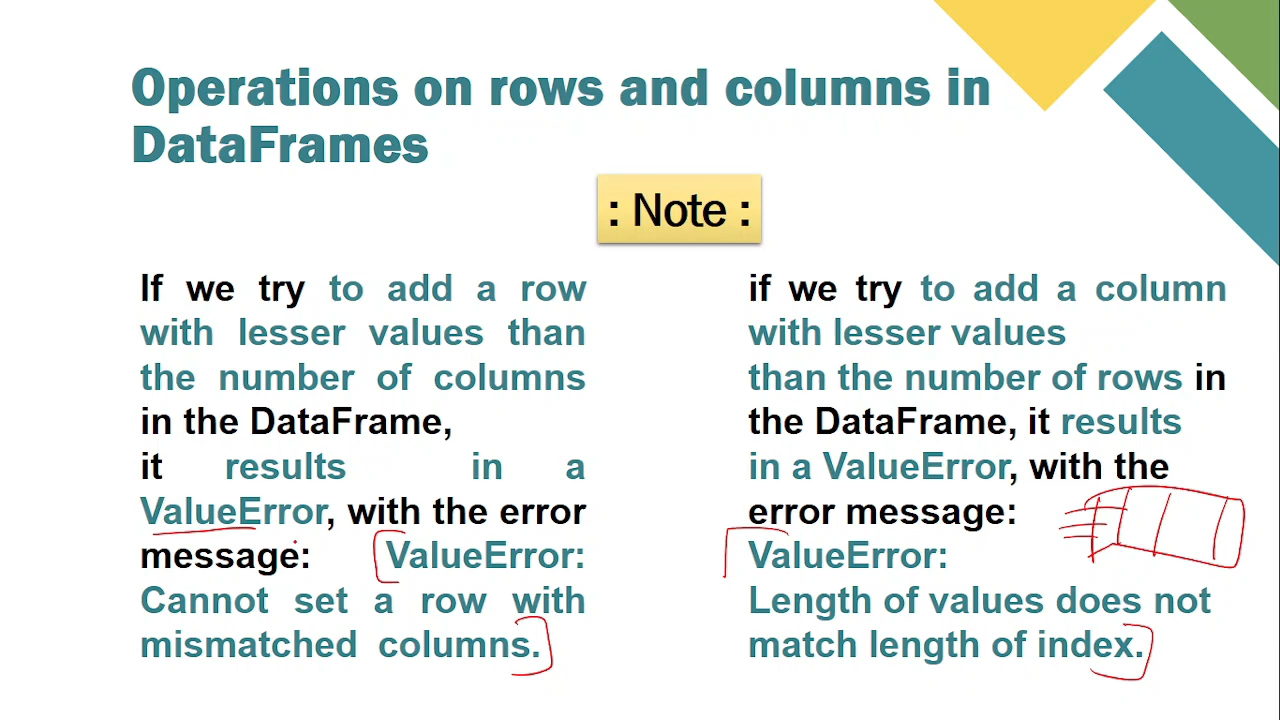 Operations on rows and columns in
DataFrames
: Note :
If we try to add a row
with lesser values than
the number of columns
in the DataFrame,
it results in a
ValueError, with the error
message: ValueError:
Cannot set a row with
mismatched columns.
if we try to add a column
with lesser values
than the number of rows in
the DataFrame, it results
in a ValueError, with the
error message:
ValueError:
Length of values does not
match length of index.